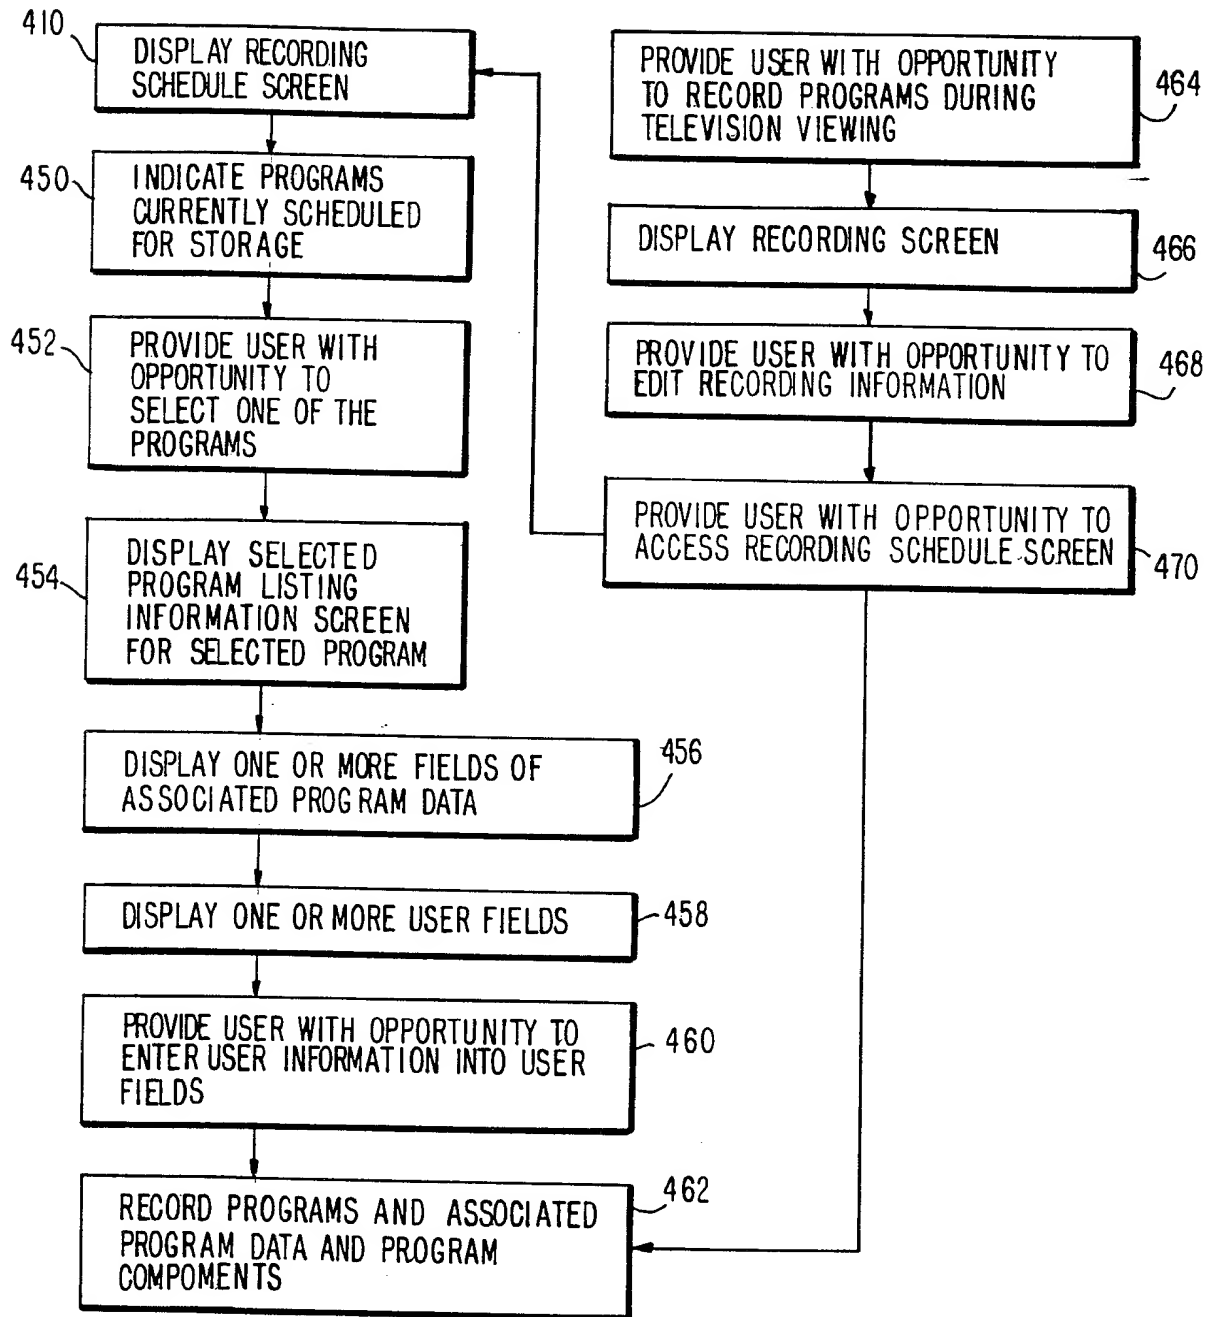 410
DISPLAY RECORDING
SCHEDULE SCREEN
450
INDICATE PROGRAMS
CURRENTLY SCHEDULED
FOR STORAGE
452
PROVIDE USER WITH
OPPORTUNITY TO
SELECT ONE OF THE
PROGRAMS
454
DISPLAY SELECTED
PROGRAM LISTING
INFORMATION SCREEN
FOR SELECTED PROGRAM
DISPLAY ONE OR MORE FIELDS OF
ASSOCIATED PROGRAM DATA
456
DISPLAY ONE OR MORE USER FIELDS
458
PROVIDE USER WITH OPPORTUNITY TO
ENTER USER INFORMATION INTO USER
FIELDS
460
RECORD PROGRAMS AND ASSOCIATED
PROGRAM DATA AND PROGRAM
COMPOMENTS
462
PROVIDE USER WITH OPPORTUNITY
TO RECORD PROGRAMS DURING
TELEVISION VIEWING
464
DISPLAY RECORDING SCREEN
466
PROVIDE USER WITH OPPORTUNITY TO
EDIT RECORDING INFORMATION
468
PROVIDE USER WITH OPPORTUNITY TO
ACCESS RECORDING SCHEDULE SCREEN
470